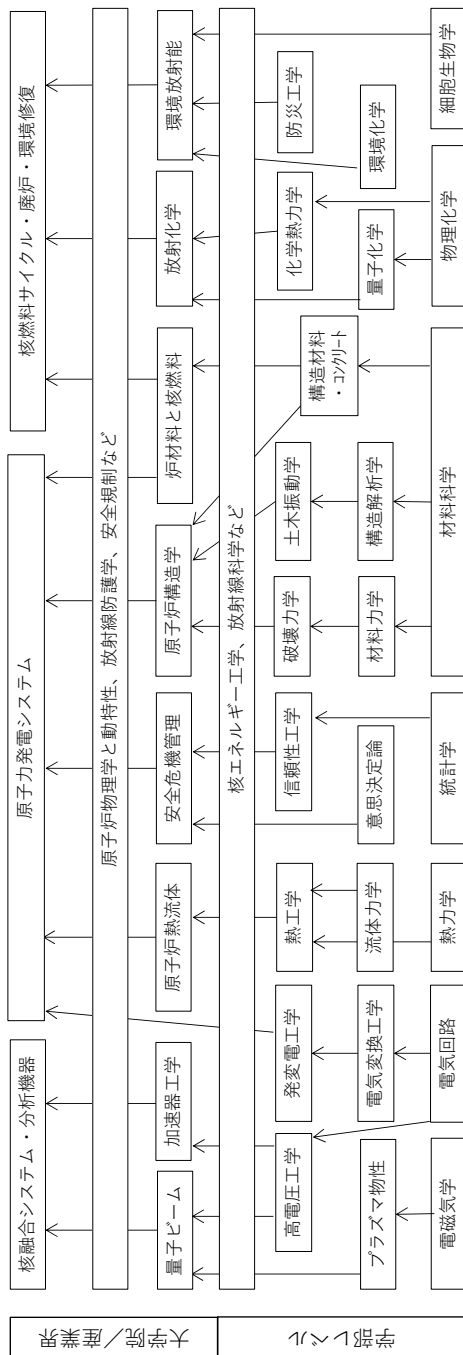 核融合システム・分析機器
原子力発電システム
核燃料サイクル・廃炉・環境修復
大学院／産業界
原子炉物理学と動特性、放射線防護学、安全規制など
量子ビーム
加速器工学
原子炉熱流体
安全危機管理
原子炉構造学
炉材料と核燃料
放射化学
環境放射能
核エネルギー工学、放射線科学など
学部レベル
高電圧工学
発変電工学
熱工学
信頼性工学
破壊力学
土木振動学
構造材料
・コンクリート
化学熱力学
防災工学
プラズマ物性
電気変換工学
流体力学
意思決定論
材料力学
構造解析学
量子化学
環境化学
電磁気学
電気回路
熱力学
統計学
材料科学
物理化学
細胞生物学